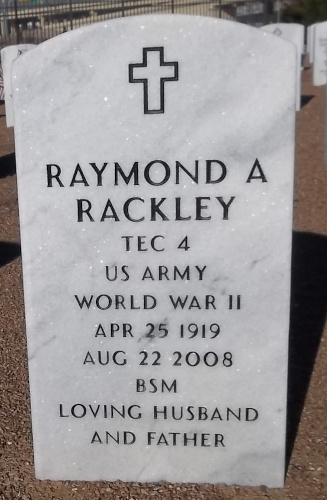 RAYMOND A
RACKLEY
TEC 4
US ARMY
WORLD WAR II
APR 25 1919
AUG 22 2008
BSM
LOVING HUSBAND
AND FATHER